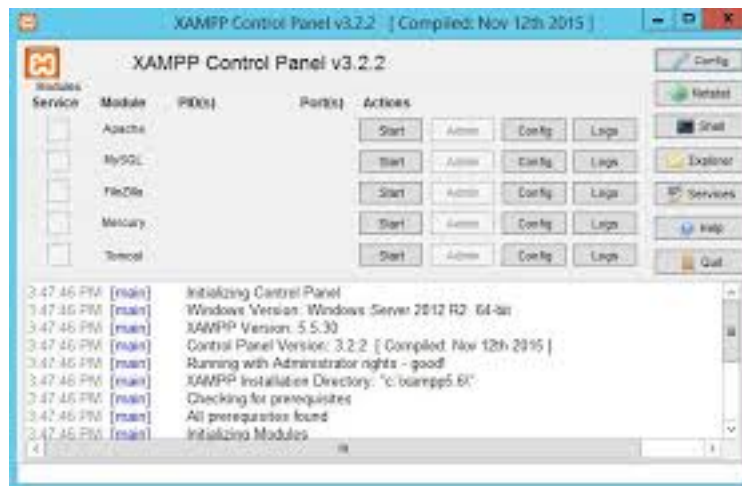 XAMPP Control Panel v3.2.2 [ Compiled: Nov 12th 2015 ]
XAMPP Control Panel v3.2.2
Config
Modules
Service Module PID(s) Port(s) Actions
Netstat
Apache Start Admin Config Logs
Shell
MySQL Start Admin Config Logs
Explorer
FileZilla Start Admin Config Logs
Services
Mercury Start Admin Config Logs
Help
Tomcat Start Admin Config Logs
Quit
3:47:46 PM [main] Initializing Control Panel
3:47:46 PM [main] Windows Version: Windows Server 2012 R2 64-bit
3:47:46 PM [main] XAMPP Version: 5.5.30
3:47:46 PM [main] Control Panel Version: 3.2.2 [ Compiled: Nov 12th 2015 ]
3:47:46 PM [main] Running with Administrator rights - good!
3:47:46 PM [main] XAMPP Installation Directory: "c:\xampp5.6\"
3:47:46 PM [main] Checking for prerequisites
3:47:46 PM [main] All prerequisites found
3:47:46 PM [main] Initializing Modules